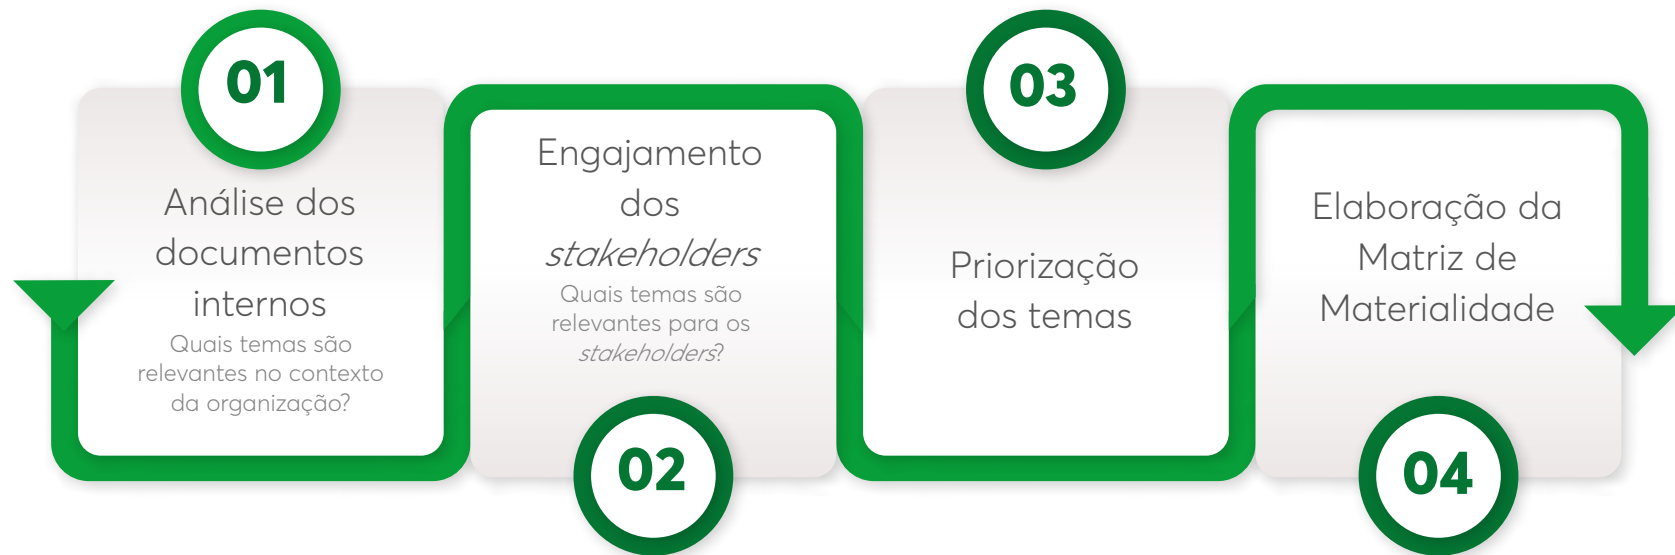 01
Análise dos
documentos
internos
Quais temas são
relevantes no contexto
da organização?
Engajamento
dos
stakeholders
Quais temas são
relevantes para os
stakeholders?
02
03
Priorização
dos temas
Elaboração da
Matriz de
Materialidade
04